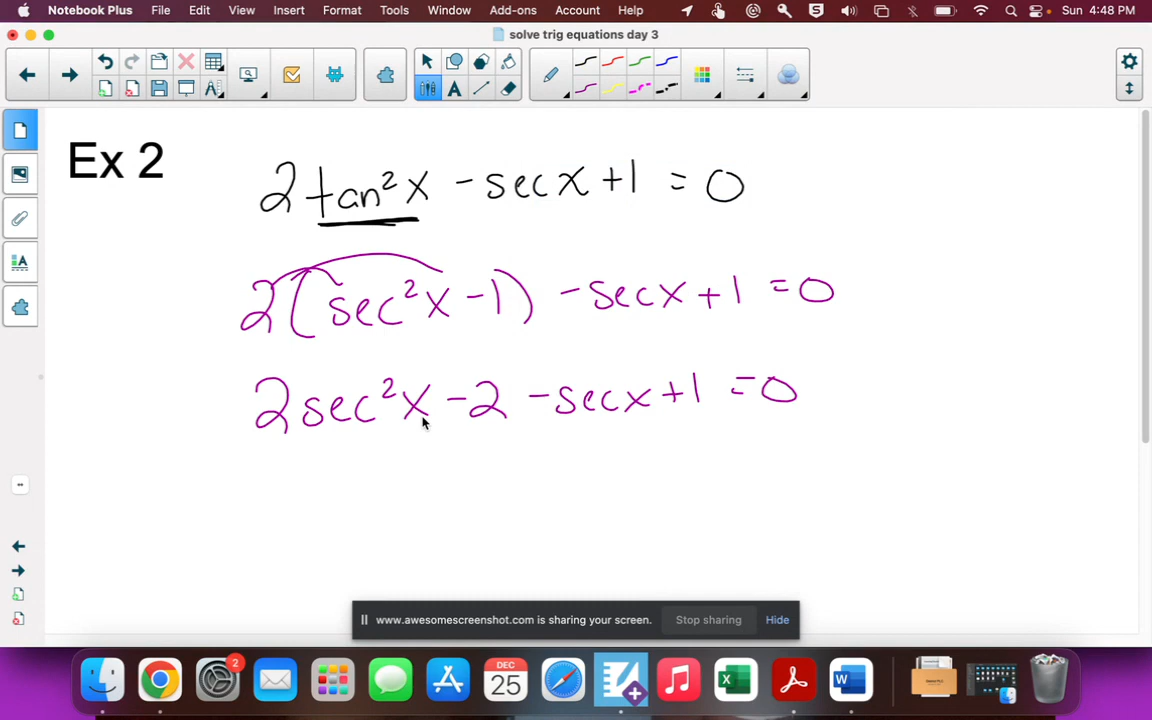 Notebook Plus File Edit View Insert Format Tools Window Add-ons Account Help Sun 4:48 PM
solve trig equations day 3
Ex 2
2 tan²x - sec x + 1 = 0
2(sec²x - 1) - sec x + 1 = 0
2 sec²x - 2 - sec x + 1 = 0
www.awesomescreenshot.com is sharing your screen. Stop sharing Hide
2
DEC
25